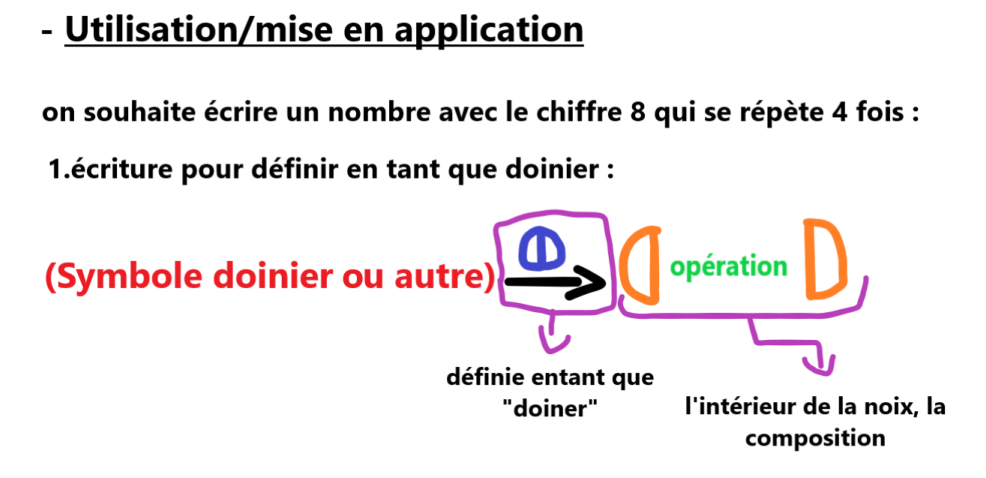 - Utilisation/mise en application
on souhaite écrire un nombre avec le chiffre 8 qui se répète 4 fois :
1.écriture pour définir en tant que doinier :
(Symbole doinier ou autre) opération
définie entant que
"doiner"
l'intérieur de la noix, la
composition